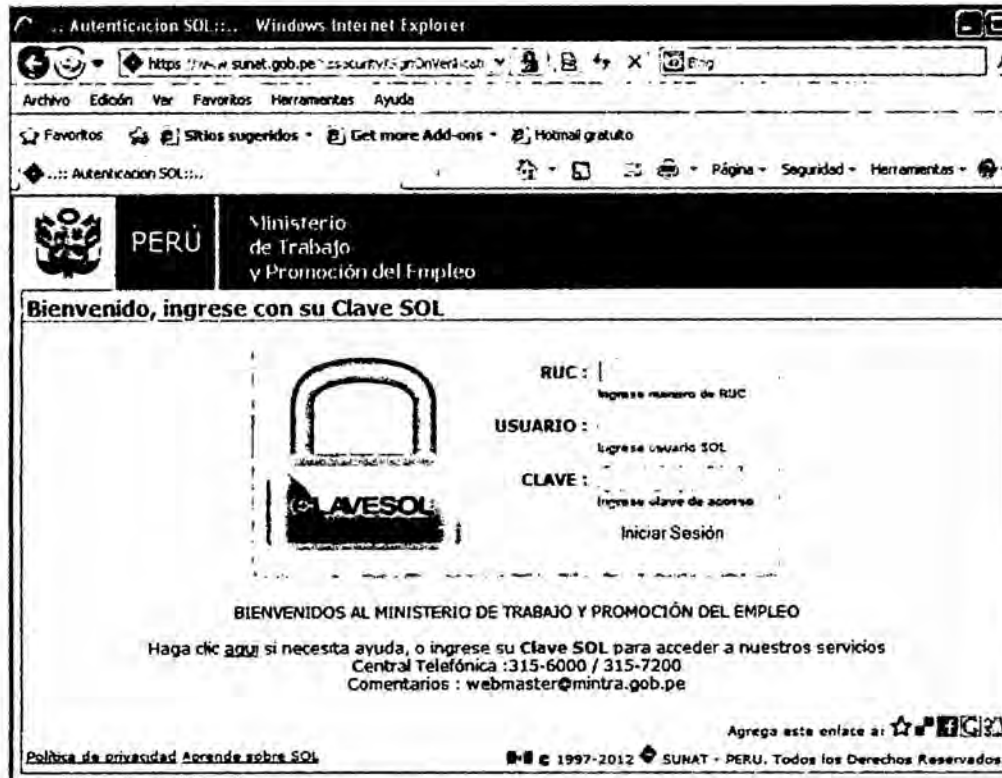 ..:: Autenticacion SOL::.. - Windows Internet Explorer
https://www.sunat.gob.pe
Bing
Archivo Edición Ver Favoritos Herramientas Ayuda
Favoritos Sitios sugeridos Get more Add-ons Hotmail gratuito
..:: Autenticacion SOL::.. Página Seguridad Herramientas
PERÚ
Ministerio
de Trabajo
y Promoción del Empleo
Bienvenido, ingrese con su Clave SOL
RUC :
Ingrese número de RUC
USUARIO :
Ingrese usuario SOL
CLAVE :
Ingrese clave de acceso
CLAVESOL
Iniciar Sesión
BIENVENIDOS AL MINISTERIO DE TRABAJO Y PROMOCIÓN DEL EMPLEO
Haga clic aquí si necesita ayuda, o ingrese su Clave SOL para acceder a nuestros servicios
Central Telefónica :315-6000 / 315-7200
Comentarios : webmaster@mintra.gob.pe
Agrega este enlace a:
Política de privacidad Aprende sobre SOL
© 1997-2012 SUNAT - PERU. Todos los Derechos Reservados